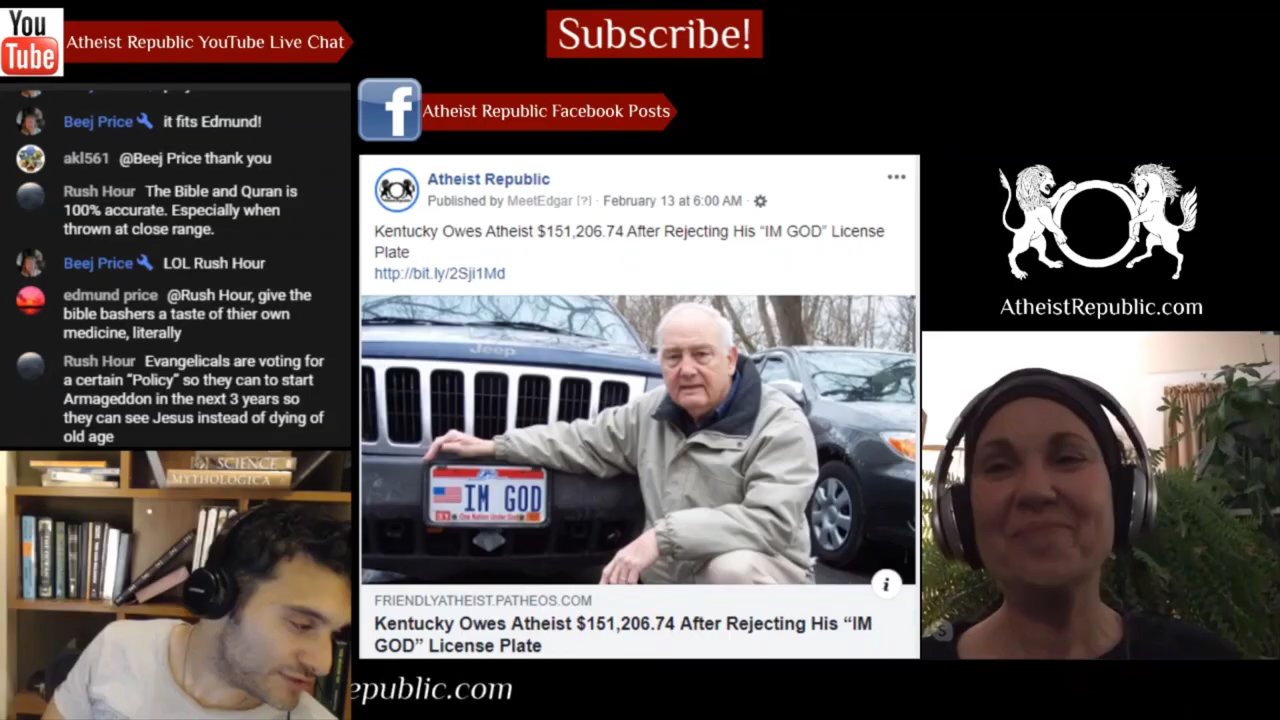 You
Tube
Atheist Republic YouTube Live Chat
Subscribe!
Beej Price it fits Edmund!
akl561 @Beej Price thank you
Rush Hour The Bible and Quran is
100% accurate. Especially when
thrown at close range.
Beej Price LOL Rush Hour
edmund price @Rush Hour, give the
bible bashers a taste of thier own
medicine, literally
Rush Hour Evangelicals are voting for
a certain “Policy” so they can to start
Armageddon in the next 3 years so
they can see Jesus instead of dying of
old age
f
Atheist Republic Facebook Posts
Atheist Republic
Published by MeetEdgar [?] · February 13 at 6:00 AM ·
Kentucky Owes Atheist $151,206.74 After Rejecting His “IM GOD” License
Plate
http://bit.ly/2Sji1Md
IM GOD
One Nation Under God
i
FRIENDLYATHEIST.PATHEOS.COM
Kentucky Owes Atheist $151,206.74 After Rejecting His “IM
GOD” License Plate
AtheistRepublic.com
SCIENCE
MYTHOLOGICA
S
epublic.com